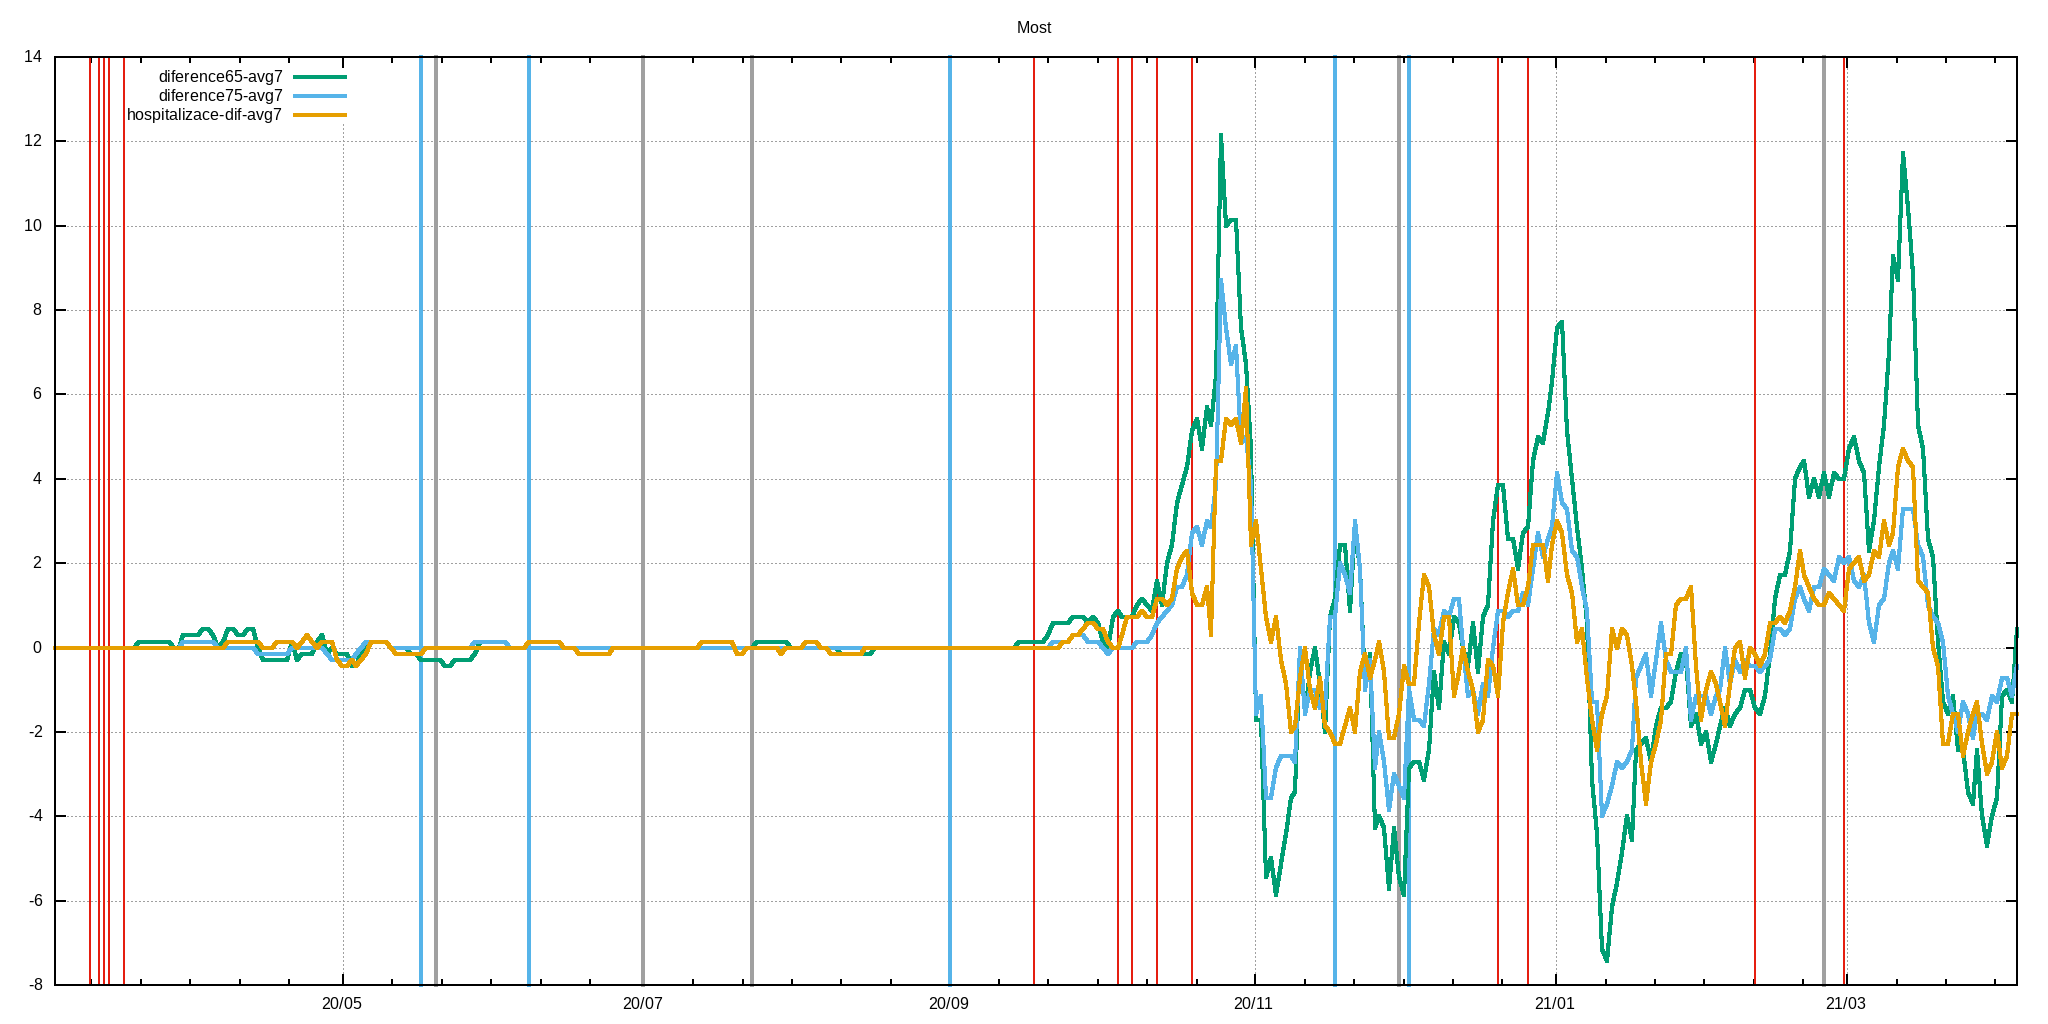 Most
14
diference65-avg7
diference75-avg7
hospitalizace-dif-avg7
12
10
8
6
4
2
0
-2
-4
-6
-8
20/05 20/07 20/09 20/11 21/01 21/03